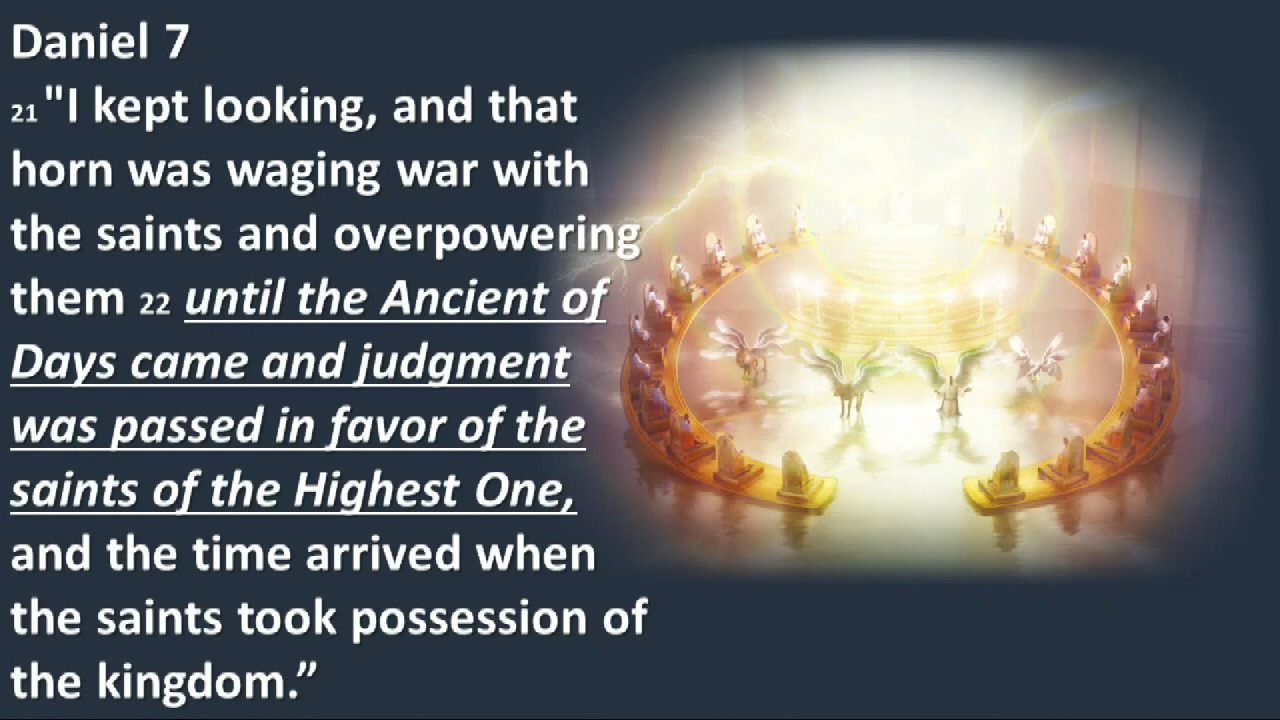 Daniel 7
21 "I kept looking, and that
horn was waging war with
the saints and overpowering
them 22 until the Ancient of
Days came and judgment
was passed in favor of the
saints of the Highest One,
and the time arrived when
the saints took possession of
the kingdom.”